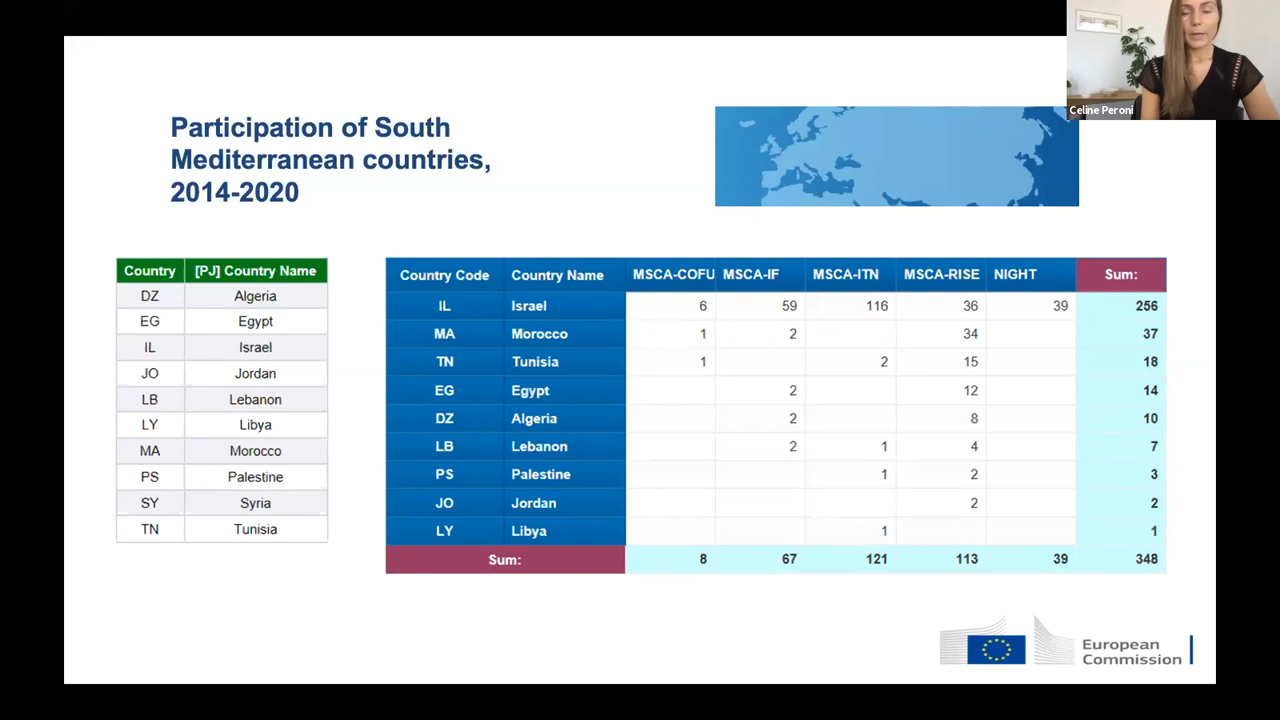 Celine Peroni
Participation of South
Mediterranean countries,
2014-2020
Country [PJ] Country Name
DZ Algeria
EG Egypt
IL Israel
JO Jordan
LB Lebanon
LY Libya
MA Morocco
PS Palestine
SY Syria
TN Tunisia
Country Code Country Name MSCA-COFU MSCA-IF MSCA-ITN MSCA-RISE NIGHT Sum:
IL Israel 6 59 116 36 39 256
MA Morocco 1 2 34 37
TN Tunisia 1 2 15 18
EG Egypt 2 12 14
DZ Algeria 2 8 10
LB Lebanon 2 1 4 7
PS Palestine 1 2 3
JO Jordan 2 2
LY Libya 1 1
Sum: 8 67 121 113 39 348
European
Commission